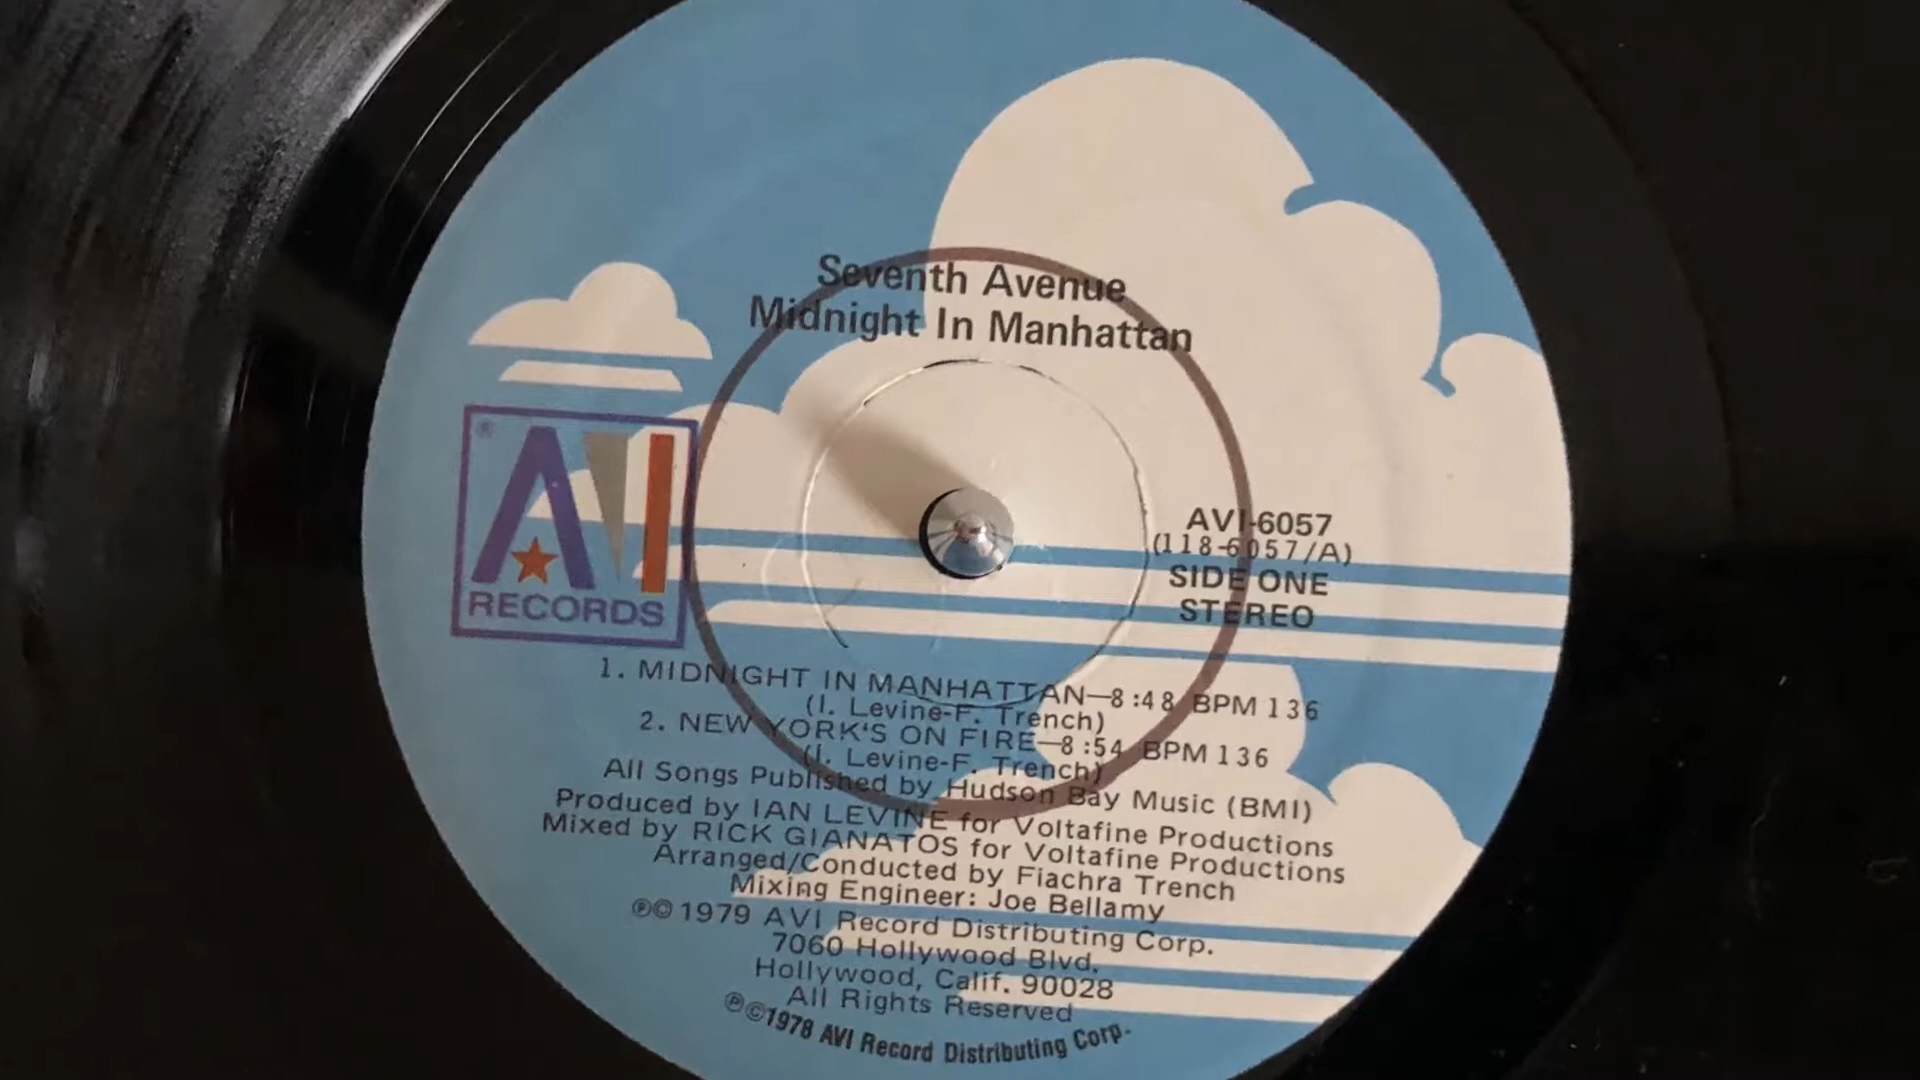 Seventh Avenue
Midnight In Manhattan
® AVI
RECORDS
AVI-6057
(118-6057/A)
SIDE ONE
STEREO
1. MIDNIGHT IN MANHATTAN—8:48 BPM 136
(I. Levine-F. Trench)
2. NEW YORK'S ON FIRE—8:54 BPM 136
(I. Levine-F. Trench)
All Songs Published by Hudson Bay Music (BMI)
Produced by IAN LEVINE for Voltafine Productions
Mixed by RICK GIANATOS for Voltafine Productions
Arranged/Conducted by Fiachra Trench
Mixing Engineer: Joe Bellamy
℗© 1979 AVI Record Distributing Corp.
7060 Hollywood Blvd.
Hollywood, Calif. 90028
All Rights Reserved
℗©1978 AVI Record Distributing Corp.